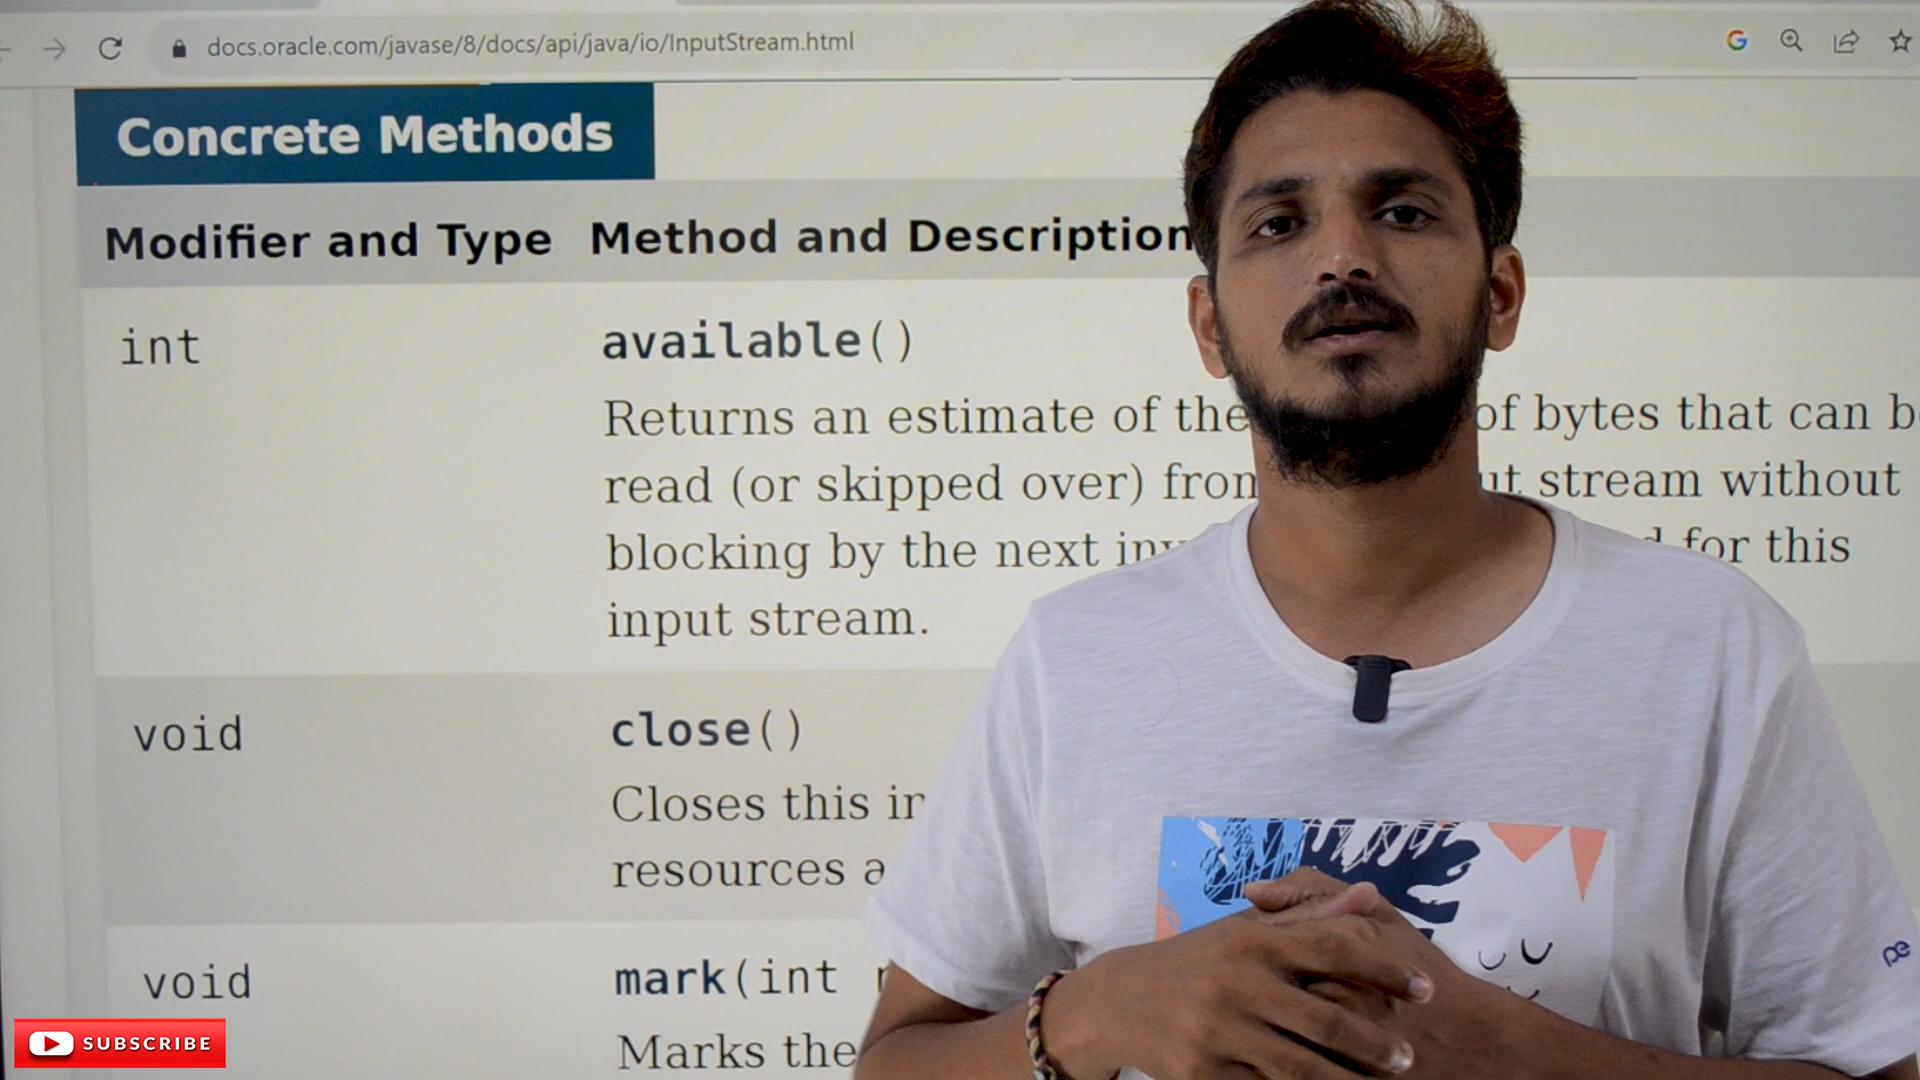 docs.oracle.com/javase/8/docs/api/java/io/InputStream.html
Concrete Methods
Modifier and Type Method and Description
int available()
Returns an estimate of the of bytes that can
read (or skipped over) stream without
blocking by the next for this
input stream.
void close()
Closes this
resources
void mark(int
Marks the
pe
SUBSCRIBE